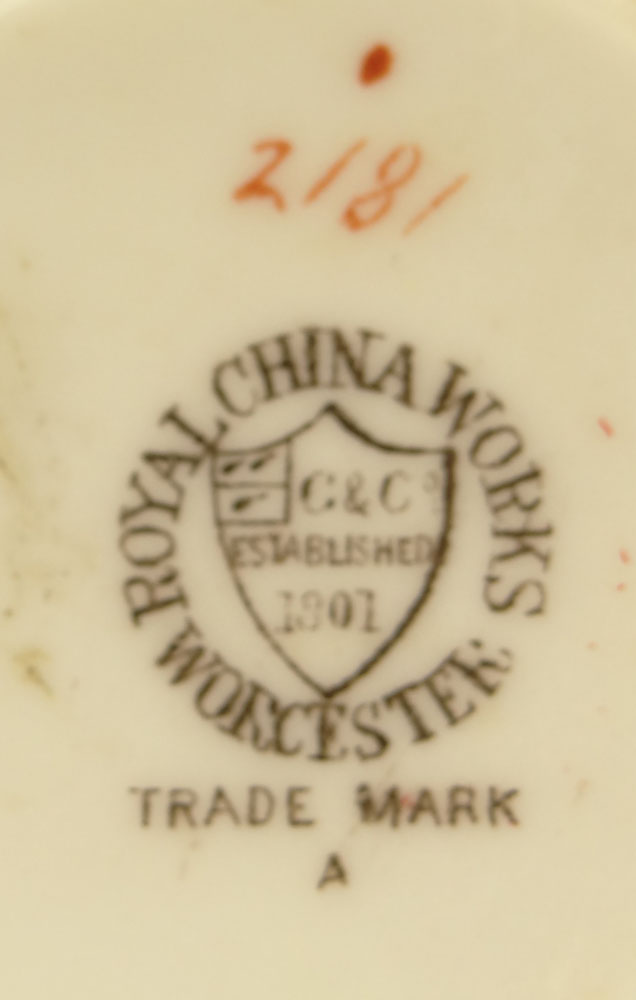 2181
ROYAL CHINA WORKS
C & Co
ESTABLISHED
1801
WORCESTER
TRADE MARK
A